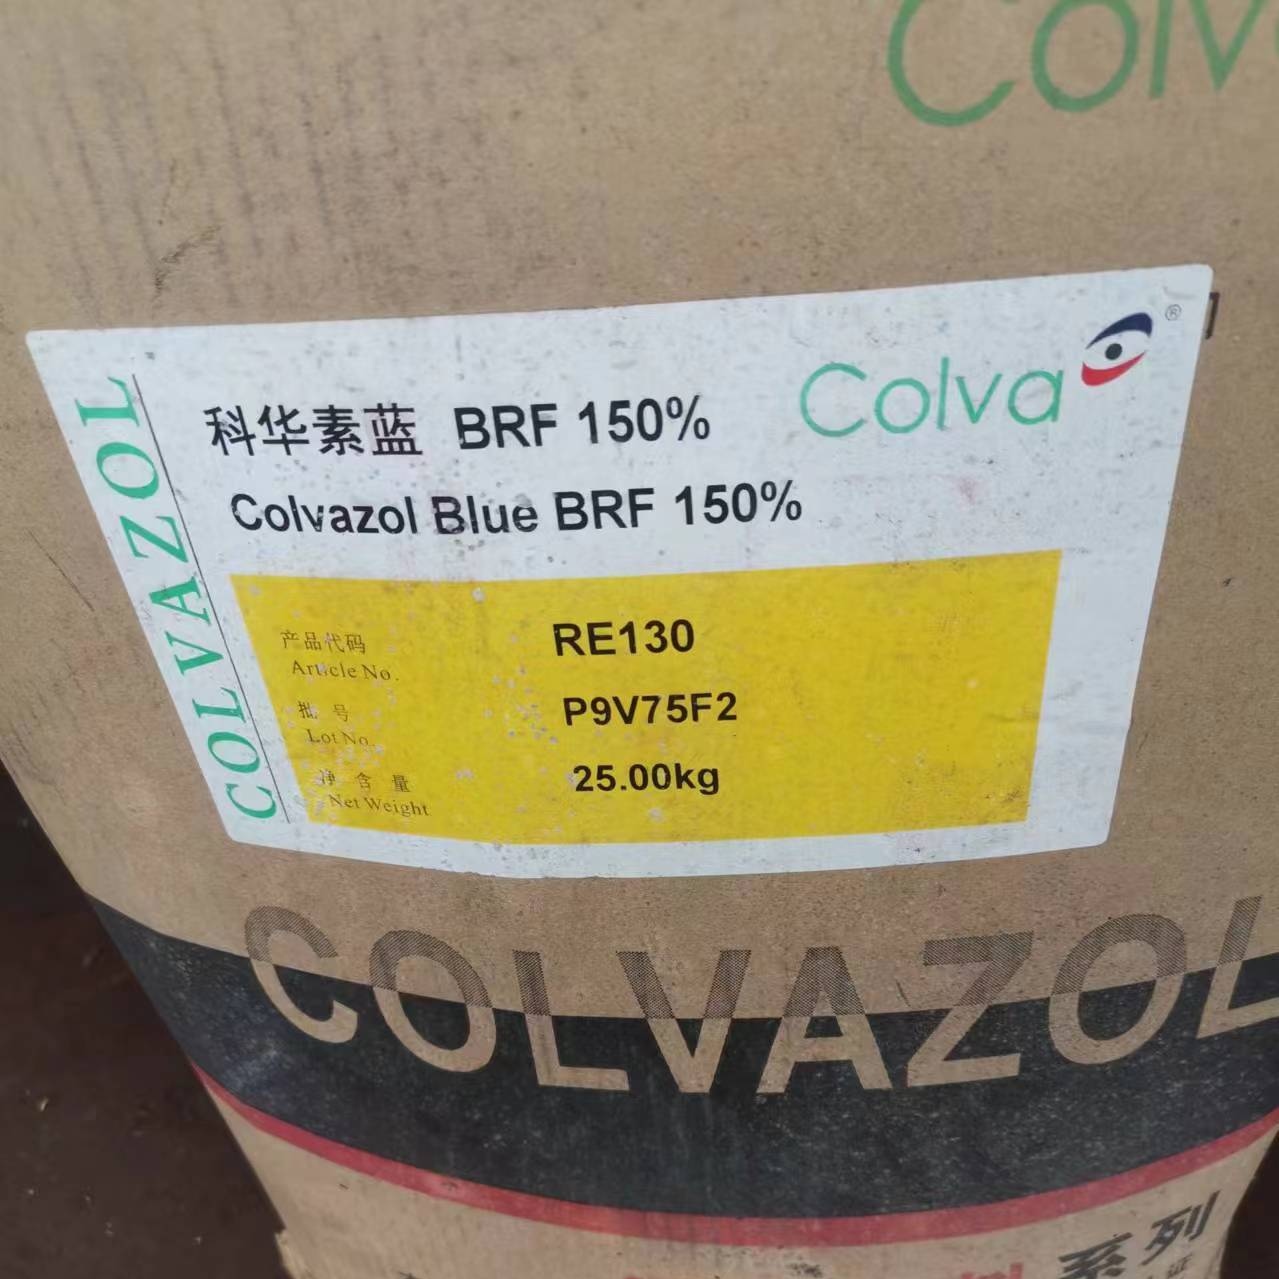 Colv
COLVAZOL
科华素蓝 BRF 150%
Colva®
Colvazol Blue BRF 150%
产品代码
Article No.
RE130
批号
Lot No.
P9V75F2
净含量
Net Weight
25.00kg
COLVAZOL
系列